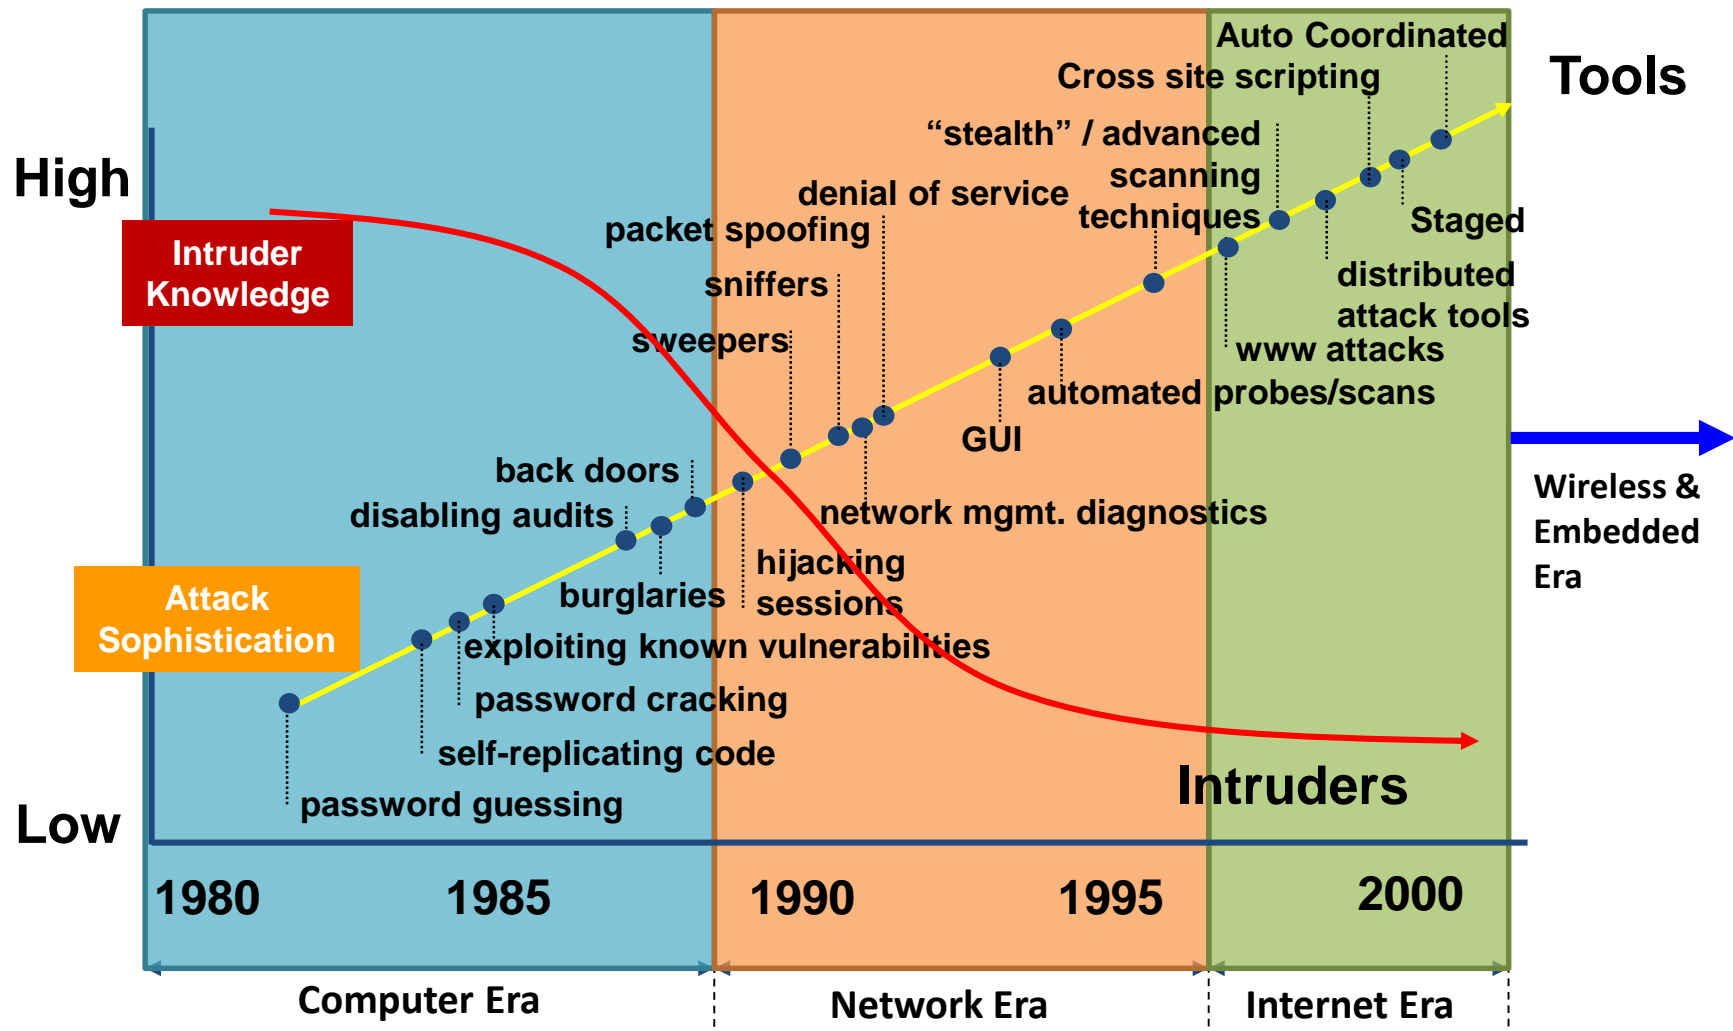 Auto Coordinated
Tools
Cross site scripting
“stealth” / advanced
scanning
techniques
High
denial of service
packet spoofing
Staged
Intruder
Knowledge
sniffers
distributed
attack tools
sweepers
www attacks
automated probes/scans
GUI
back doors
Wireless &
Embedded
Era
disabling audits
network mgmt. diagnostics
hijacking
sessions
burglaries
Attack
Sophistication
exploiting known vulnerabilities
password cracking
self-replicating code
Intruders
password guessing
Low
1980
1985
1990
1995
2000
Computer Era
Network Era
Internet Era